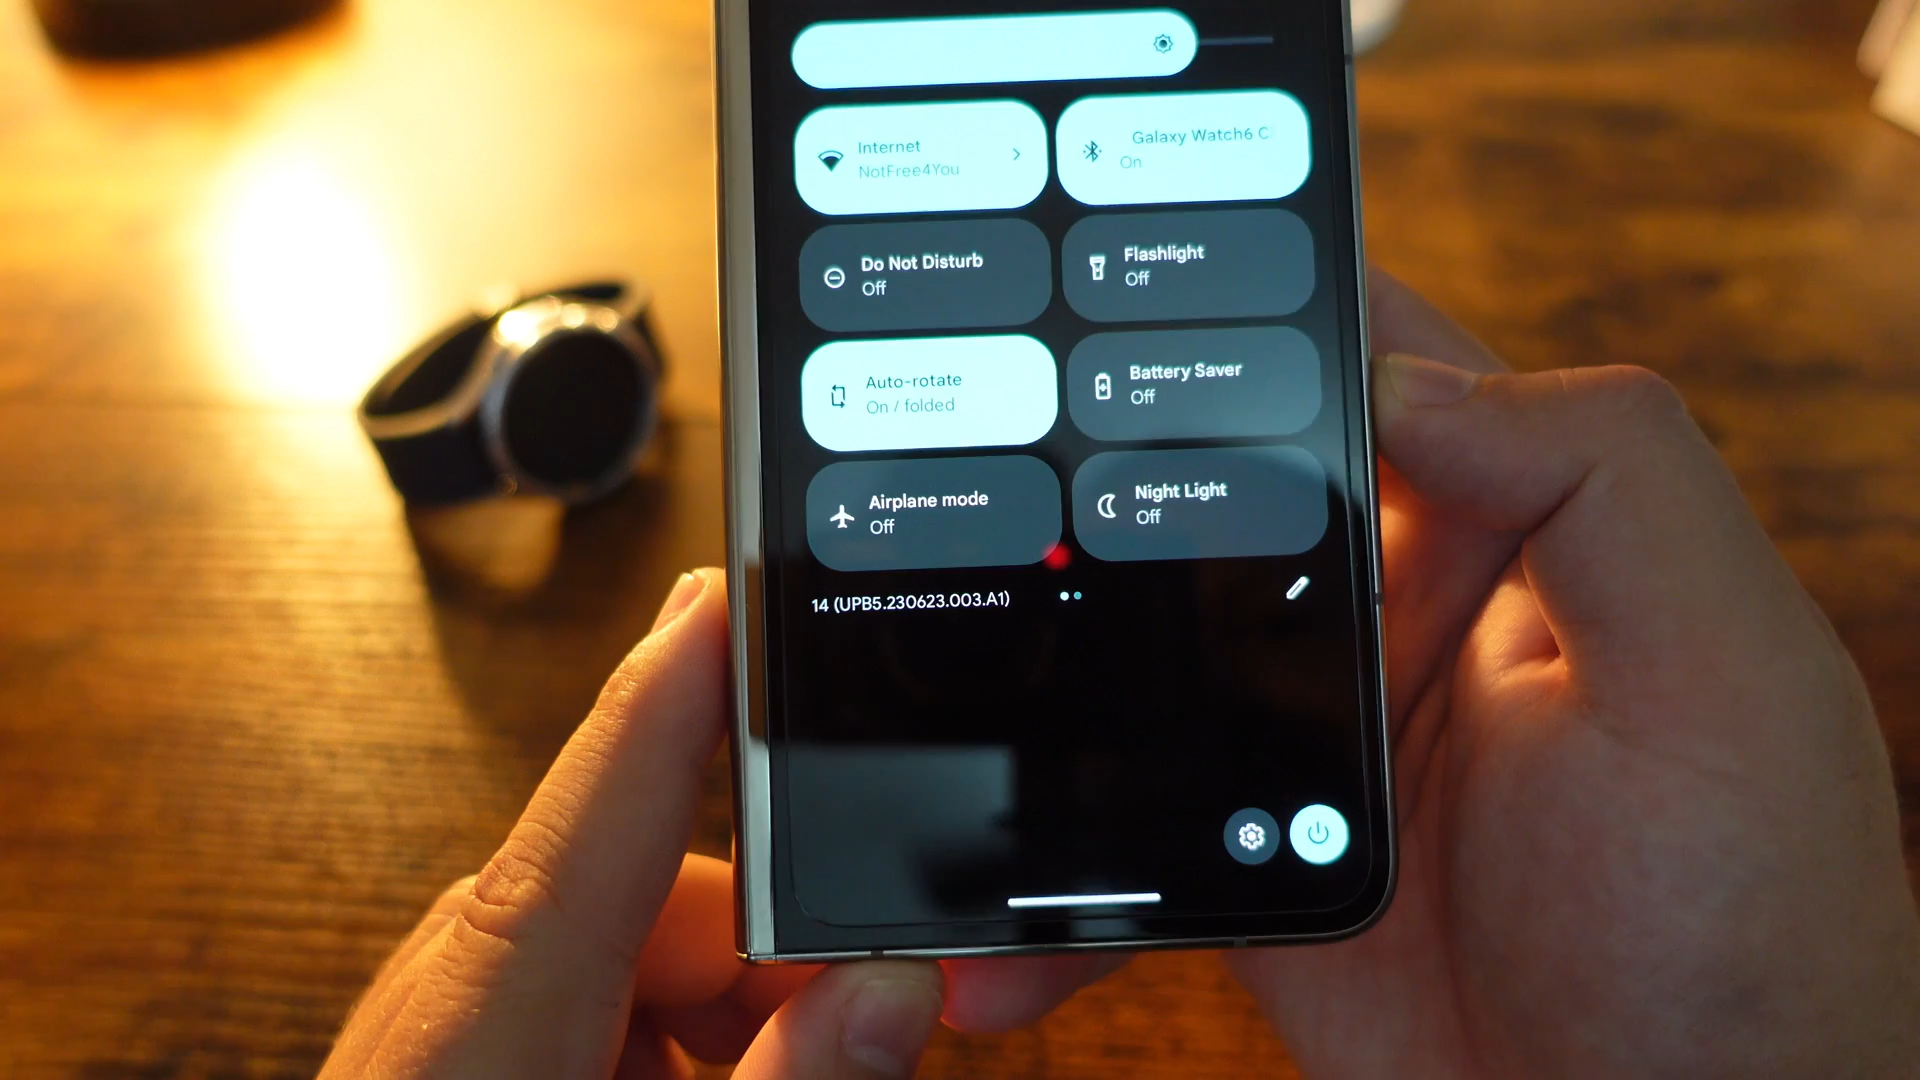 Internet
NotFree4You
Galaxy Watch6 C
On
Do Not Disturb
Off
Flashlight
Off
Auto-rotate
On / folded
Battery Saver
Off
Airplane mode
Off
Night Light
Off
14 (UPB5.230623.003.A1)